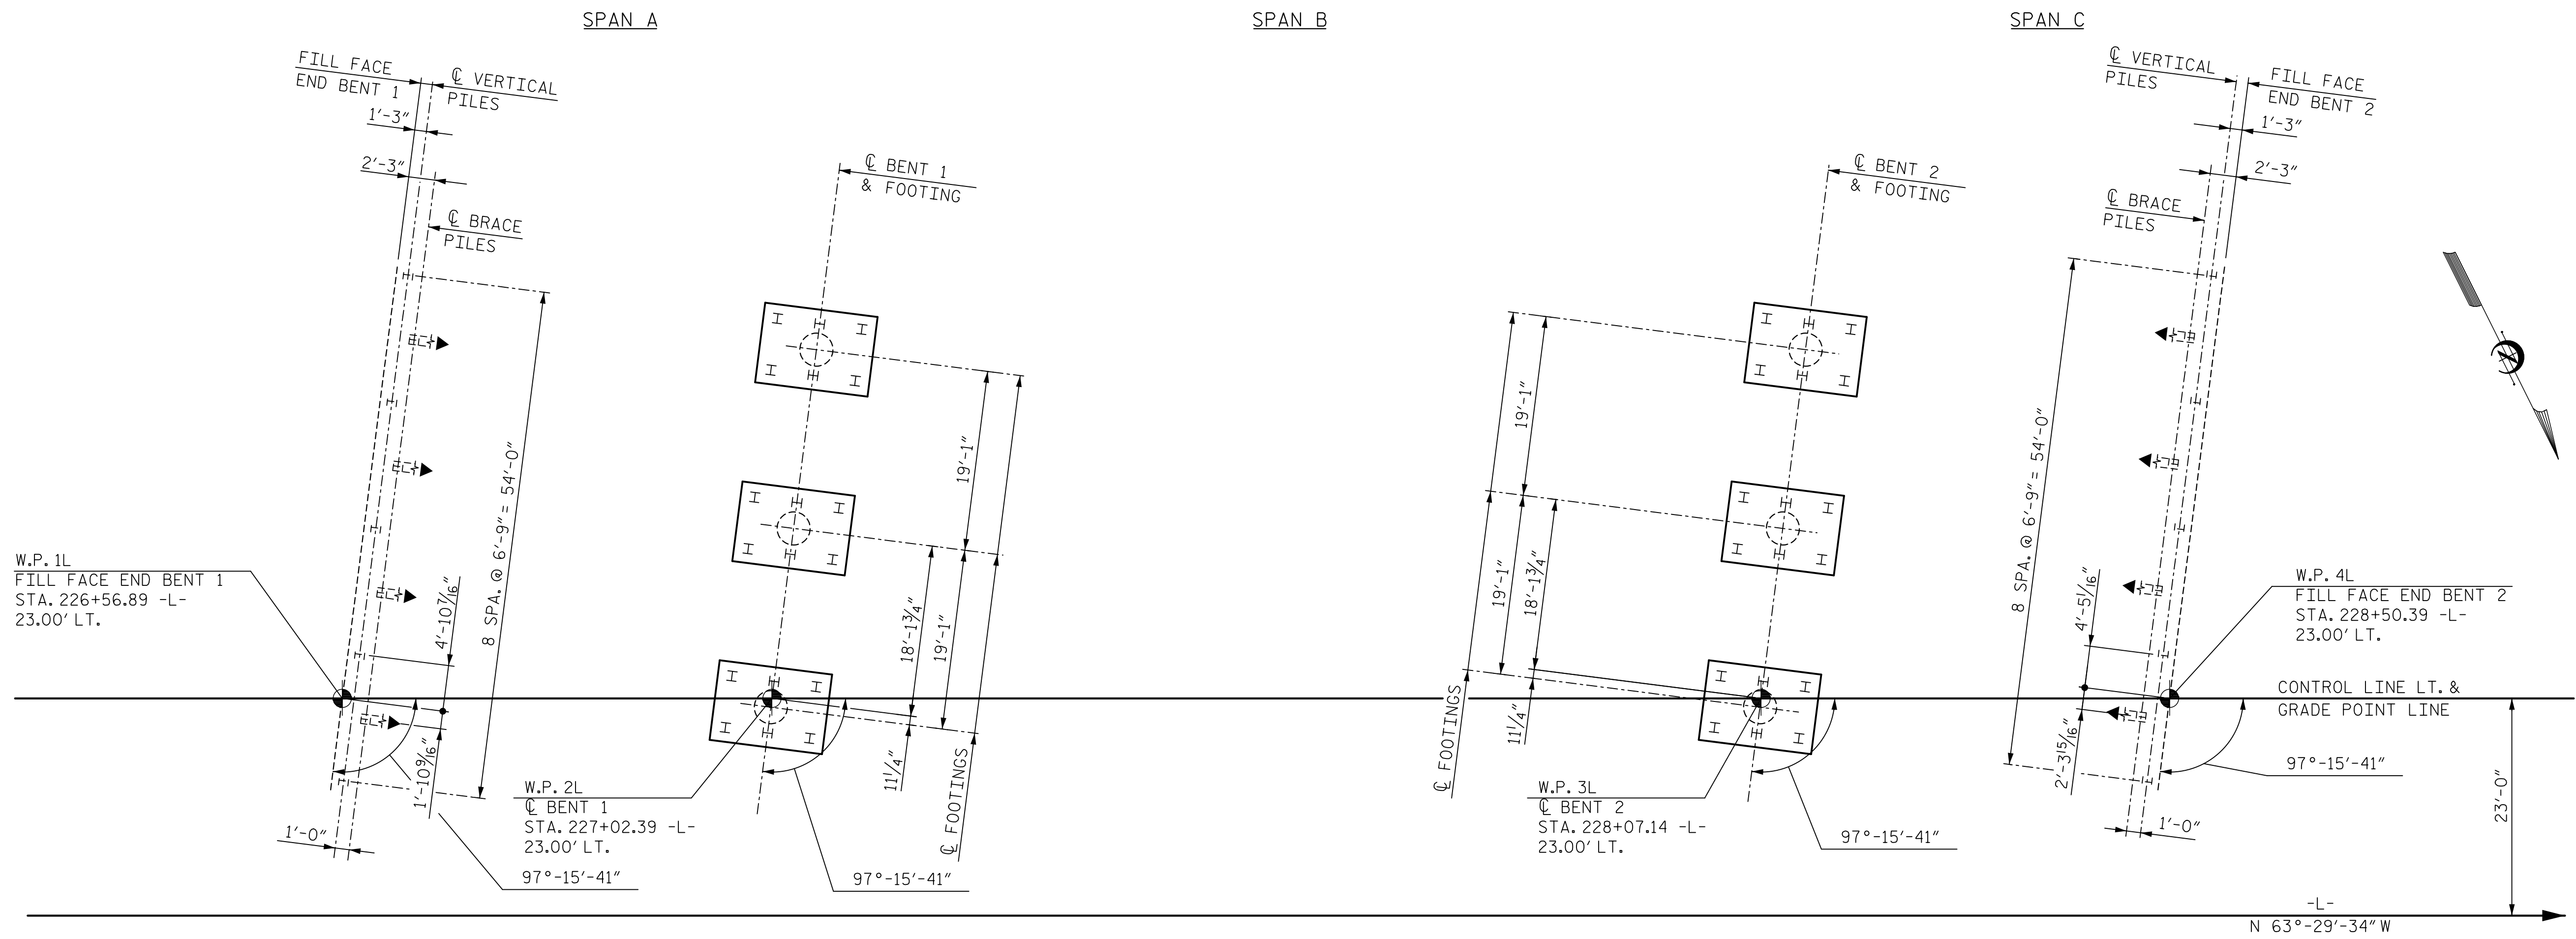 SPAN A
SPAN B
SPAN C
FILL FACE
END BENT 1
℄ VERTICAL
PILES
1'-3"
2'-3"
℄ BRACE
PILES
℄ BENT 1
& FOOTING
8 SPA. @ 6'-9" = 54'-0"
19'-1"
18'-1¾"
19'-1"
11¼"
℄ FOOTINGS
4'-10 7/16"
1'-10 9/16"
1'-0"
97°-15'-41"
W.P. 1L
FILL FACE END BENT 1
STA. 226+56.89 -L-
23.00' LT.
W.P. 2L
℄ BENT 1
STA. 227+02.39 -L-
23.00' LT.
97°-15'-41"
℄ BENT 2
& FOOTING
19'-1"
19'-1"
18'-1¾"
11¼"
℄ FOOTINGS
W.P. 3L
℄ BENT 2
STA. 228+07.14 -L-
23.00' LT.
97°-15'-41"
℄ VERTICAL
PILES
FILL FACE
END BENT 2
1'-3"
2'-3"
℄ BRACE
PILES
8 SPA. @ 6'-9" = 54'-0"
4'-5 1/16"
2'-3 15/16"
1'-0"
W.P. 4L
FILL FACE END BENT 2
STA. 228+50.39 -L-
23.00' LT.
CONTROL LINE LT. &
GRADE POINT LINE
97°-15'-41"
23'-0"
N
-L-
N 63°-29'-34" W